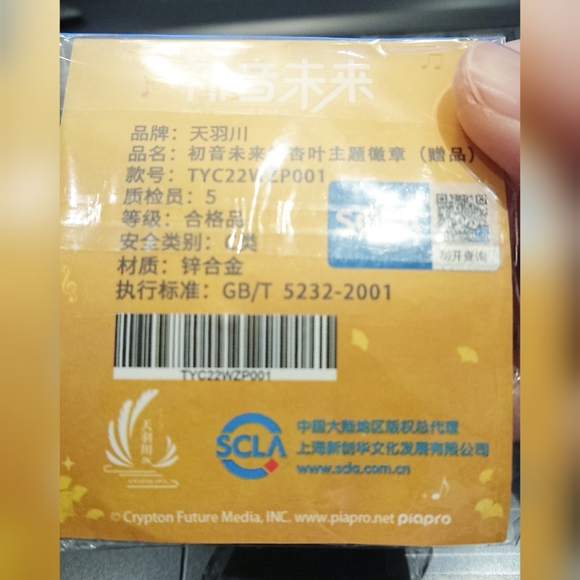 初音未来
品牌：天羽川
品名：初音未来 杏叶主题徽章（赠品）
款号：TYC22WZP001
质检员：5
等级：合格品
安全类别：C类
材质：锌合金
执行标准：GB/T 5232-2001
揭开查询
TYC22WZP001
天羽川
SCLA
中国大陆地区版权总代理
上海新创华文化发展有限公司
www.scla.com.cn
© Crypton Future Media, INC. www.piapro.net piapro